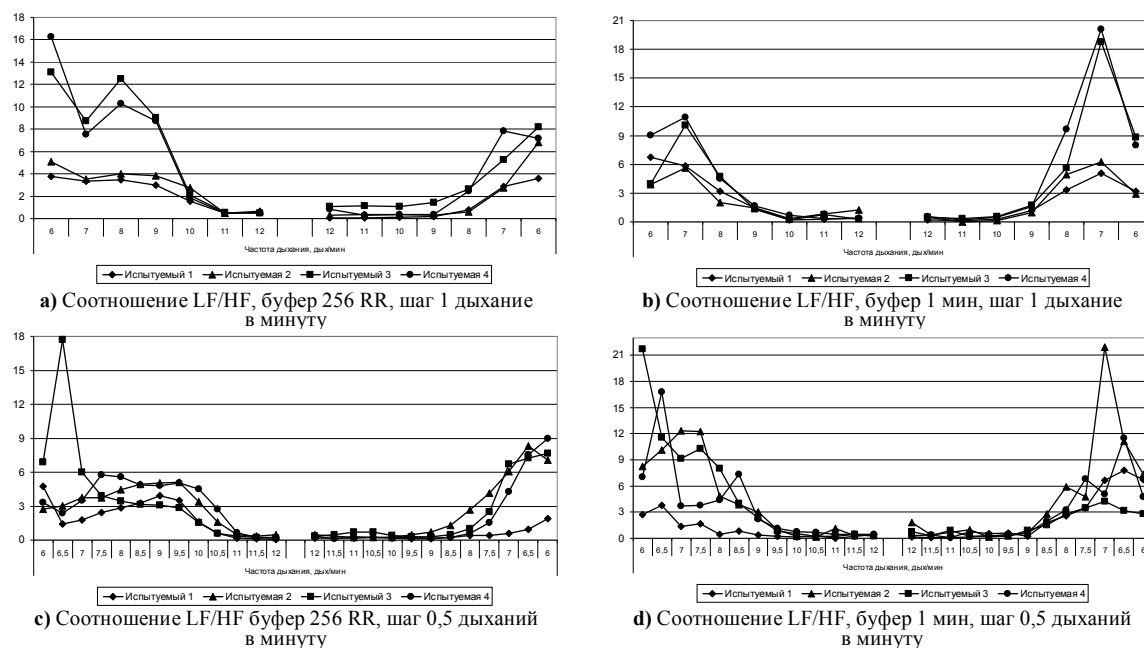 18
16
14
12
10
8
6
4
2
0
6 7 8 9 10 11 12 12 11 10 9 8 7 6
Частота дыхания, дых/мин
Испытуемый 1 Испытуемая 2 Испытуемый 3 Испытуемая 4
а) Соотношение LF/HF, буфер 256 RR, шаг 1 дыхание
в минуту
21
18
15
12
9
6
3
0
6 7 8 9 10 11 12 12 11 10 9 8 7 6
Частота дыхания, дых/мин
Испытуемый 1 Испытуемая 2 Испытуемый 3 Испытуемая 4
b) Соотношение LF/HF, буфер 1 мин, шаг 1 дыхание
в минуту
18
15
12
9
6
3
0
6 6,5 7 7,5 8 8,5 9 9,5 10 10,5 11 11,5 12 12 11,5 11 10,5 10 9,5 9 8,5 8 7,5 7 6,5 6
Частота дыхания, дых/мин
Испытуемый 1 Испытуемая 2 Испытуемый 3 Испытуемая 4
c) Соотношение LF/HF буфер 256 RR, шаг 0,5 дыханий
в минуту
21
18
15
12
9
6
3
0
6 6,5 7 7,5 8 8,5 9 9,5 10 10,5 11 11,5 12 12 11,5 11 10,5 10 9,5 9 8,5 8 7,5 7 6,5 6
Частота дыхания, дых/мин
Испытуемый 1 Испытуемая 2 Испытуемый 3 Испытуемая 4
d) Соотношение LF/HF, буфер 1 мин, шаг 0,5 дыханий
в минуту